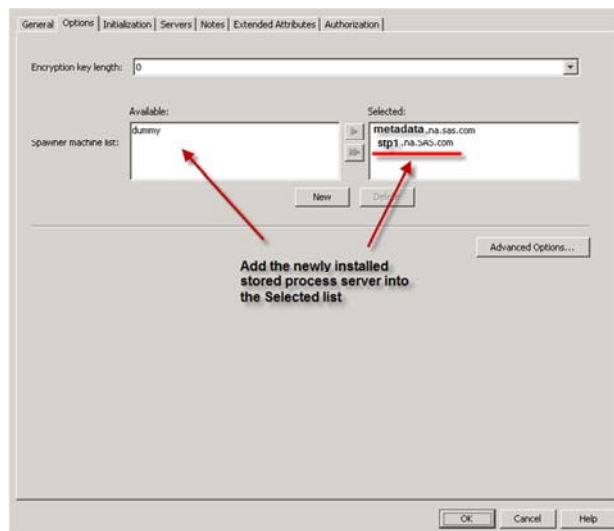 General Options Initialization Servers Notes Extended Attributes Authorization
Encryption key length: 0
Available: Selected:
Spawner machine list: dummy metadata.na.sas.com
stp1.na.SAS.com
New Delete
Advanced Options...
Add the newly installed
stored process server into
the Selected list
OK Cancel Help